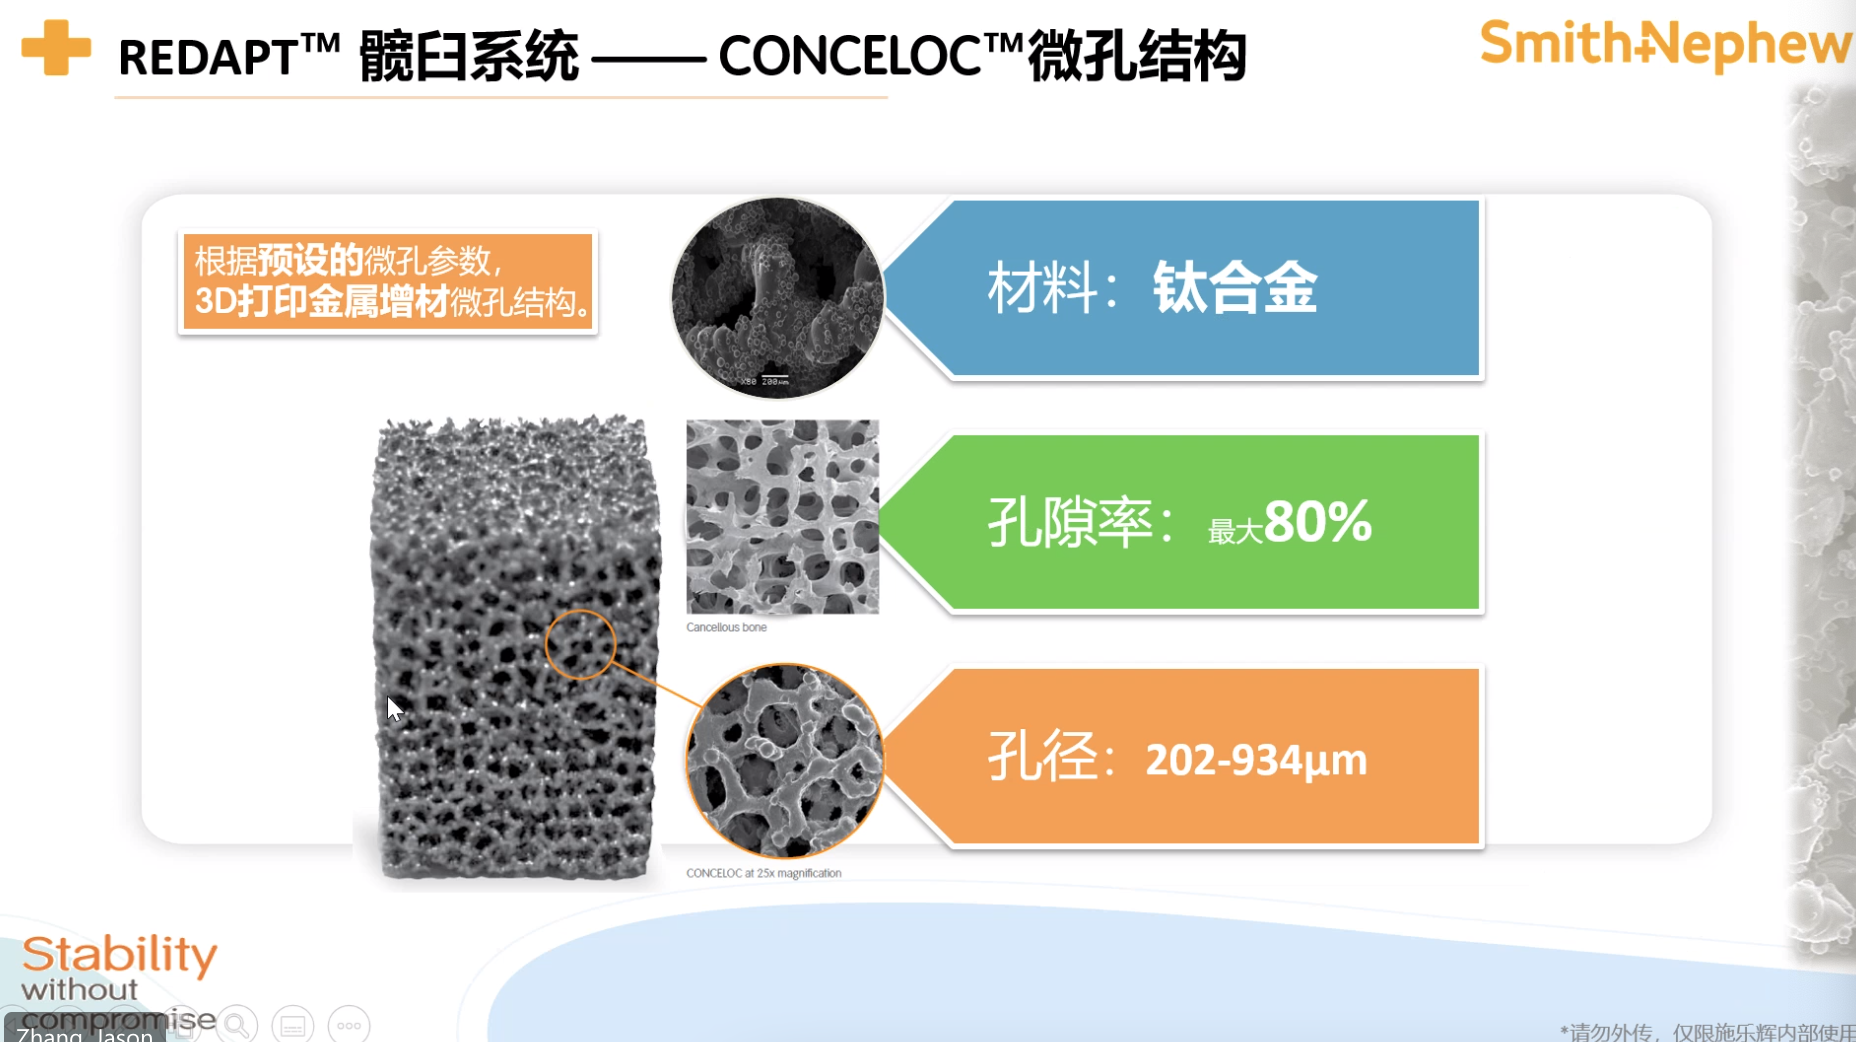 REDAPT™ 髋臼系统 —— CONCELOC™微孔结构
Smith+Nephew
根据预设的微孔参数，
3D打印金属增材微孔结构。
X80 200μm
材料：钛合金
孔隙率：最大80%
Cancellous bone
孔径：202-934μm
CONCELOC at 25x magnification
Stability
without
compromise
Zhang, Jason
*请勿外传，仅限施乐辉内部使用